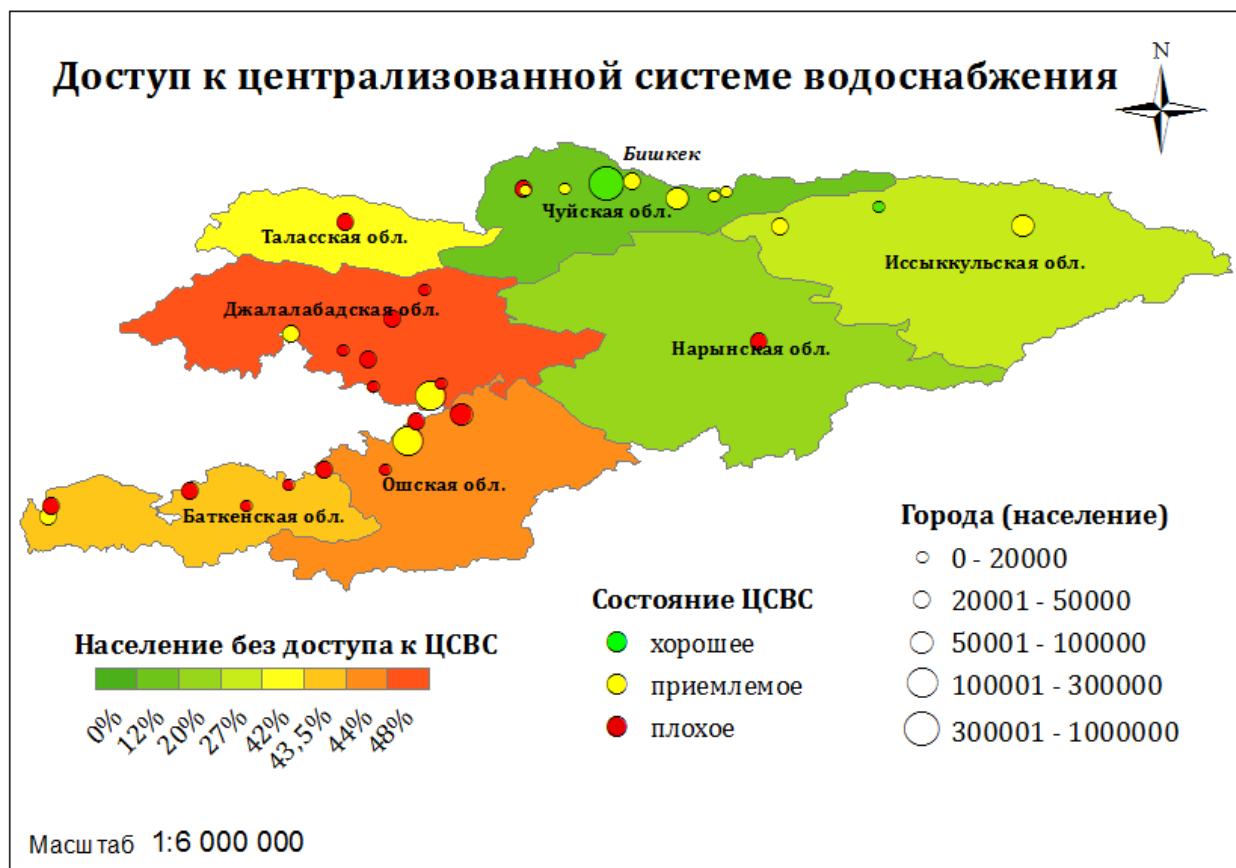 Доступ к централизованной системе водоснабжения
N
Бишкек
Чуйская обл.
Таласская обл.
Иссыккульская обл.
Джалалабадская обл.
Нарынская обл.
Ошская обл.
Баткенская обл.
Население без доступа к ЦСВС
0% 12% 20% 27% 42% 43,5% 44% 48%
Состояние ЦСВС
хорошее
приемлемое
плохое
Города (население)
0 - 20000
20001 - 50000
50001 - 100000
100001 - 300000
300001 - 1000000
Масштаб 1:6 000 000